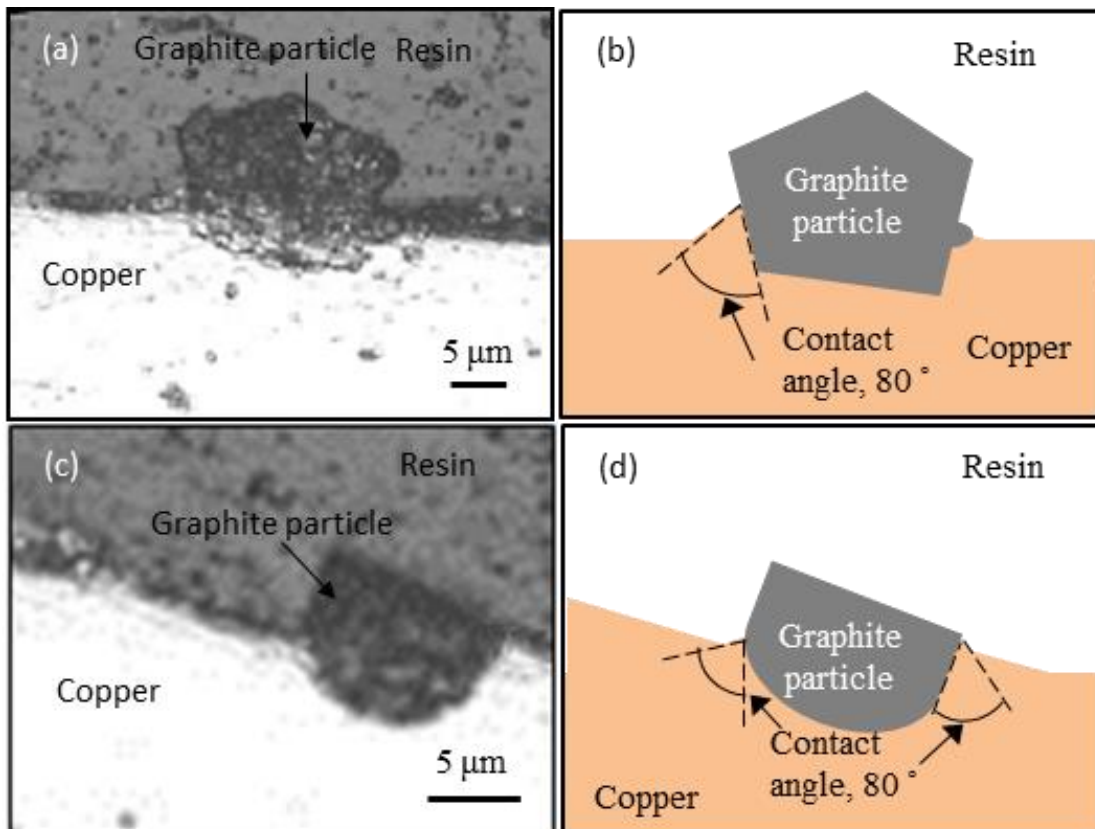 (a)
Graphite particle Resin
Copper
5 μm
(b)
Resin
Graphite
particle
Contact
angle, 80 °
Copper
(c)
Resin
Graphite particle
Copper
5 μm
(d)
Resin
Graphite
particle
Contact
angle, 80 °
Copper